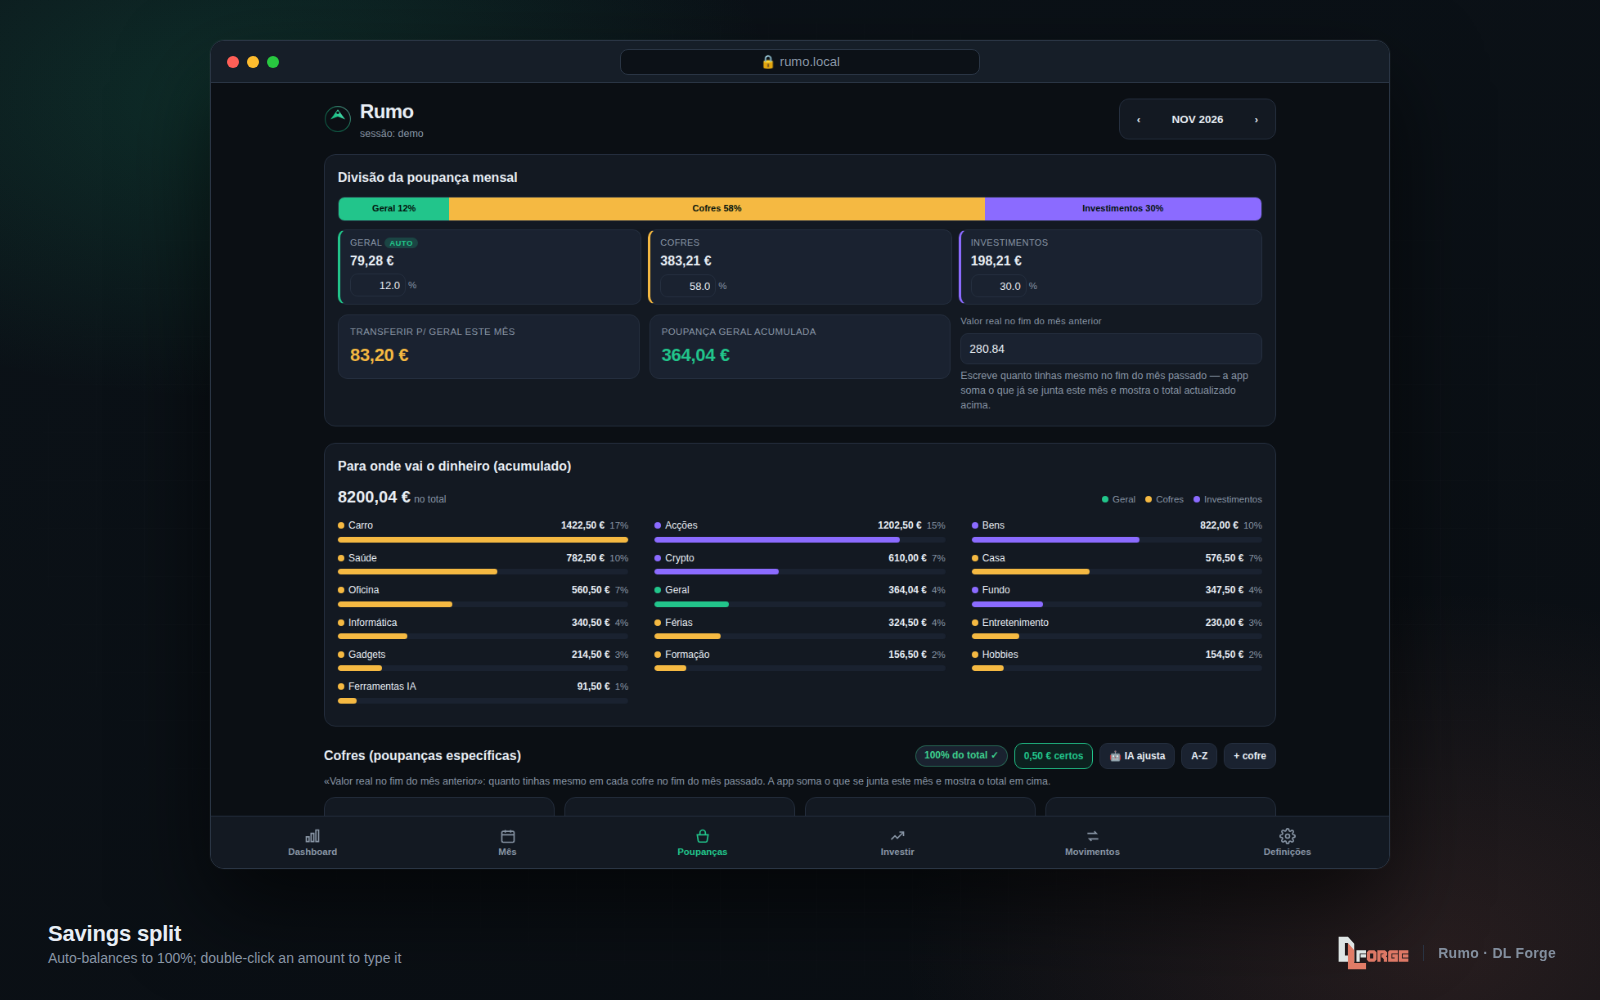 🔒 rumo.local
Rumo
sessão: demo
‹ NOV 2026 ›
Divisão da poupança mensal
Geral 12% Cofres 58% Investimentos 30%
GERAL AUTO
79,28 €
12.0 %
COFRES
383,21 €
58.0 %
INVESTIMENTOS
198,21 €
30.0 %
TRANSFERIR P/ GERAL ESTE MÊS
83,20 €
POUPANÇA GERAL ACUMULADA
364,04 €
Valor real no fim do mês anterior
280.84
Escreve quanto tinhas mesmo no fim do mês passado — a app
soma o que já se junta este mês e mostra o total actualizado
acima.
Para onde vai o dinheiro (acumulado)
8200,04 € no total
Geral Cofres Investimentos
Carro 1422,50 € 17%
Acções 1202,50 € 15%
Bens 822,00 € 10%
Saúde 782,50 € 10%
Crypto 610,00 € 7%
Casa 576,50 € 7%
Oficina 560,50 € 7%
Geral 364,04 € 4%
Fundo 347,50 € 4%
Informática 340,50 € 4%
Férias 324,50 € 4%
Entretenimento 230,00 € 3%
Gadgets 214,50 € 3%
Formação 156,50 € 2%
Hobbies 154,50 € 2%
Ferramentas IA 91,50 € 1%
Cofres (poupanças específicas)
100% do total ✓ 0,50 € certos 🤖 IA ajusta A-Z + cofre
«Valor real no fim do mês anterior»: quanto tinhas mesmo em cada cofre no fim do mês passado. A app soma o que se junta este mês e mostra o total em cima.
Dashboard Mês Poupanças Investir Movimentos Definições
Savings split
Auto-balances to 100%; double-click an amount to type it
DL FORGE
Rumo · DL Forge